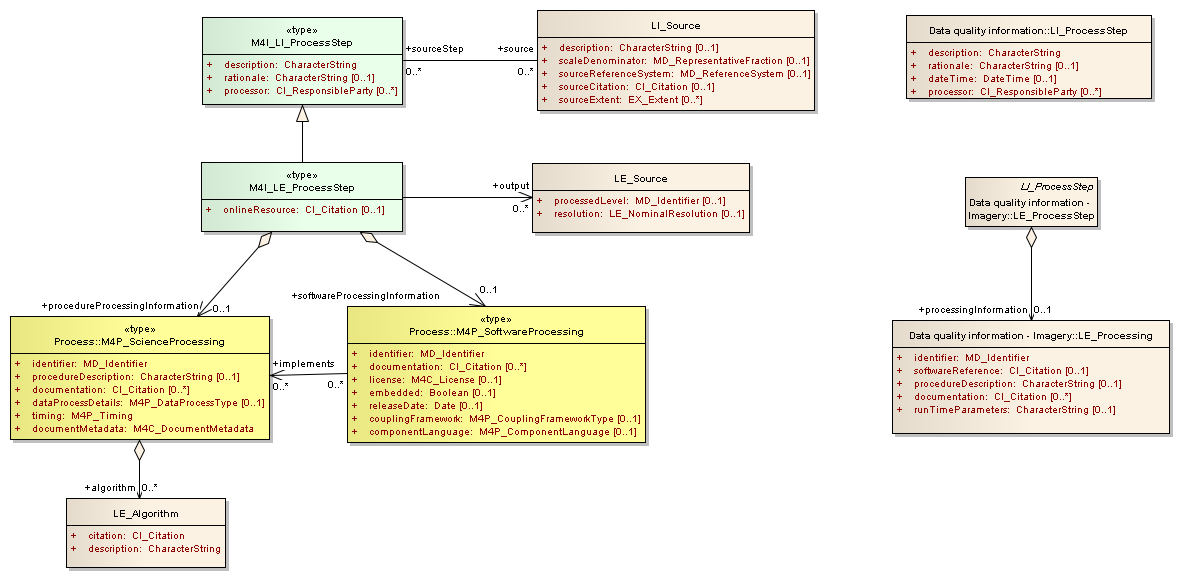 «type»
M4I_LI_ProcessStep
+ description: CharacterString
+ rationale: CharacterString [0..1]
+ processor: CI_ResponsibleParty [0..*]
+sourceStep
0..*
+source
0..*
LI_Source
+ description: CharacterString [0..1]
+ scaleDenominator: MD_RepresentativeFraction [0..1]
+ sourceReferenceSystem: MD_ReferenceSystem [0..1]
+ sourceCitation: CI_Citation [0..1]
+ sourceExtent: EX_Extent [0..*]
Data quality information::LI_ProcessStep
+ description: CharacterString
+ rationale: CharacterString [0..1]
+ dateTime: DateTime [0..1]
+ processor: CI_ResponsibleParty [0..*]
«type»
M4I_LE_ProcessStep
+ onlineResource: CI_Citation [0..1]
+output
0..*
LE_Source
+ processedLevel: MD_Identifier [0..1]
+ resolution: LE_NominalResolution [0..1]
LI_ProcessStep
Data quality information -
Imagery::LE_ProcessStep
+procedureProcessingInformation
0..1
+softwareProcessingInformation
0..1
+processingInformation
0..1
«type»
Process::M4P_ScienceProcessing
+ identifier: MD_Identifier
+ procedureDescription: CharacterString [0..1]
+ documentation: CI_Citation [0..*]
+ dataProcessDetails: M4P_DataProcessType [0..1]
+ timing: M4P_Timing
+ documentMetadata: M4C_DocumentMetadata
+implements
0..*
0..*
«type»
Process::M4P_SoftwareProcessing
+ identifier: MD_Identifier
+ documentation: CI_Citation [0..*]
+ license: M4C_License [0..1]
+ embedded: Boolean [0..1]
+ releaseDate: Date [0..1]
+ couplingFramework: M4P_CouplingFrameworkType [0..1]
+ componentLanguage: M4P_ComponentLanguage [0..1]
Data quality information - Imagery::LE_Processing
+ identifier: MD_Identifier
+ softwareReference: CI_Citation [0..1]
+ procedureDescription: CharacterString [0..1]
+ documentation: CI_Citation [0..*]
+ runTimeParameters: CharacterString [0..1]
+algorithm
0..*
LE_Algorithm
+ citation: CI_Citation
+ description: CharacterString